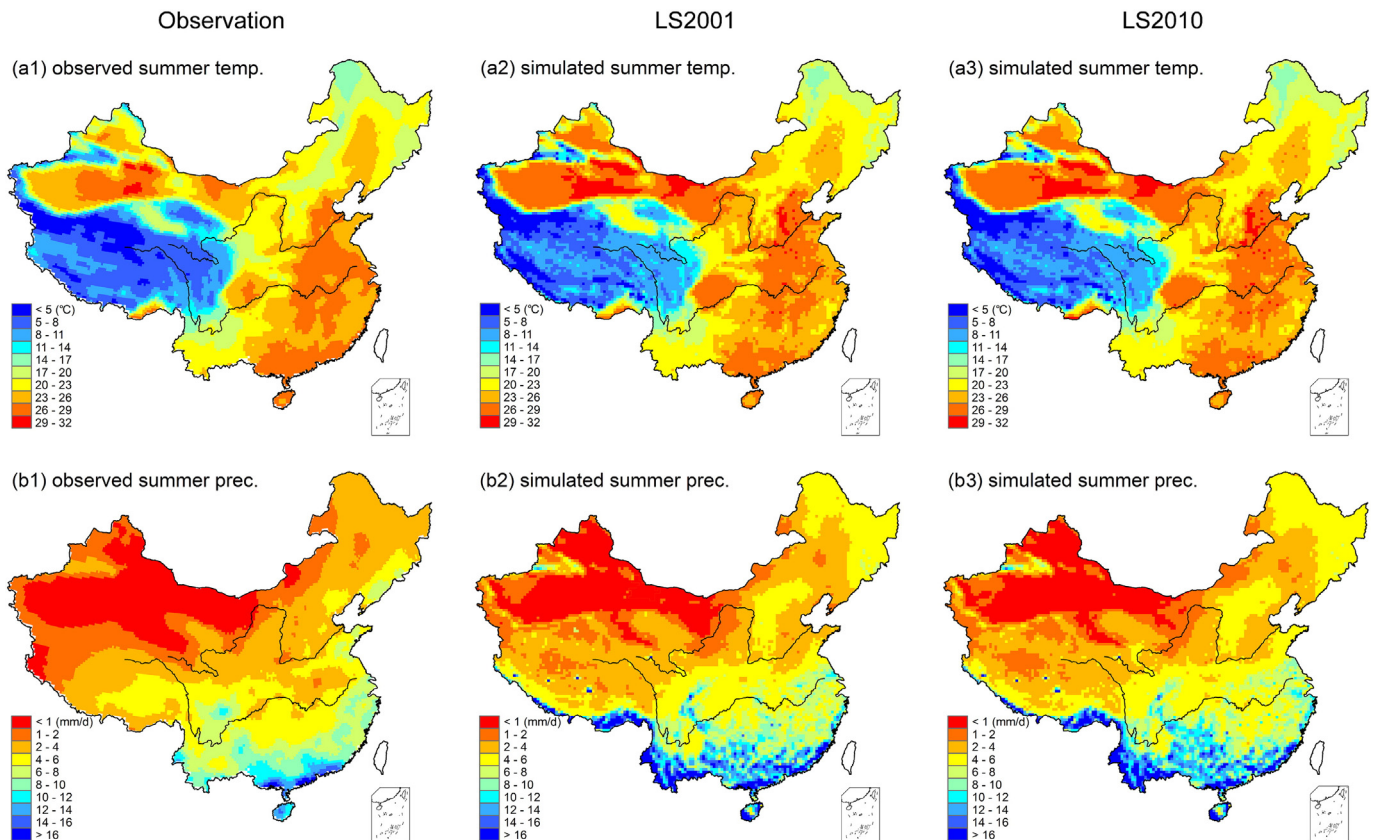 Observation
LS2001
LS2010
(a1) observed summer temp.
(a2) simulated summer temp.
(a3) simulated summer temp.
< 5 (℃)
5 - 8
8 - 11
11 - 14
14 - 17
17 - 20
20 - 23
23 - 26
26 - 29
29 - 32
< 5 (℃)
5 - 8
8 - 11
11 - 14
14 - 17
17 - 20
20 - 23
23 - 26
26 - 29
29 - 32
< 5 (℃)
5 - 8
8 - 11
11 - 14
14 - 17
17 - 20
20 - 23
23 - 26
26 - 29
29 - 32
(b1) observed summer prec.
(b2) simulated summer prec.
(b3) simulated summer prec.
< 1 (mm/d)
1 - 2
2 - 4
4 - 6
6 - 8
8 - 10
10 - 12
12 - 14
14 - 16
> 16
< 1 (mm/d)
1 - 2
2 - 4
4 - 6
6 - 8
8 - 10
10 - 12
12 - 14
14 - 16
> 16
< 1 (mm/d)
1 - 2
2 - 4
4 - 6
6 - 8
8 - 10
10 - 12
12 - 14
14 - 16
> 16